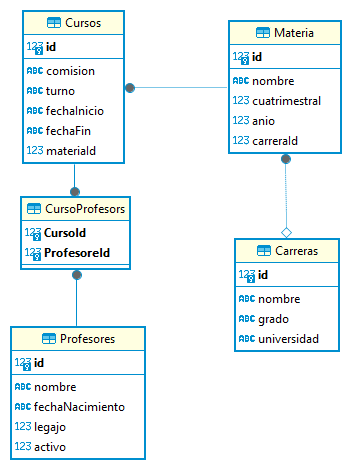 Cursos
123 id
ABC comision
ABC turno
ABC fechaInicio
ABC fechaFin
123 materiaId
Materia
123 id
ABC nombre
123 cuatrimestral
123 anio
123 carreraId
CursoProfesors
123 CursoId
123 ProfesoreId
Carreras
123 id
ABC nombre
ABC grado
ABC universidad
Profesores
123 id
ABC nombre
ABC fechaNacimiento
123 legajo
123 activo